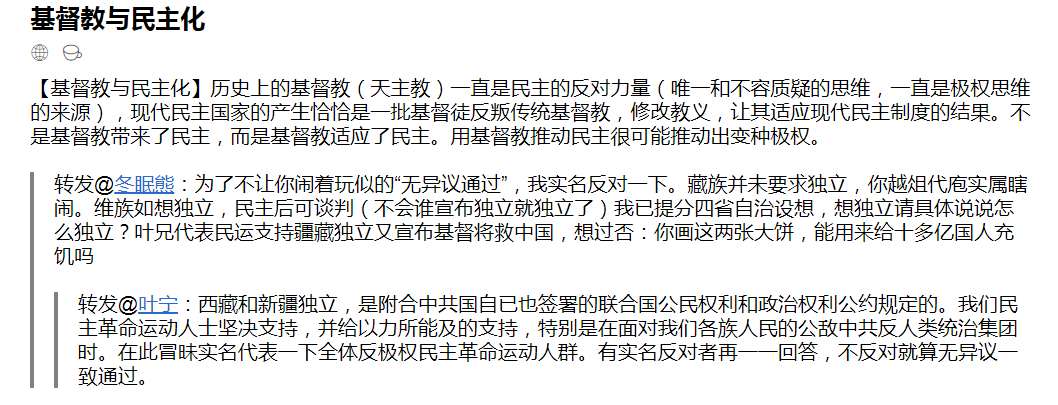 基督教与民主化
【基督教与民主化】历史上的基督教（天主教）一直是民主的反对力量（唯一和不容质疑的思维，一直是极权思维
的来源），现代民主国家的产生恰恰是一批基督徒反叛传统基督教，修改教义，让其适应现代民主制度的结果。不
是基督教带来了民主，而是基督教适应了民主。用基督教推动民主很可能推动出变种极权。
转发@冬眠熊：为了不让你闹着玩似的“无异议通过”，我实名反对一下。藏族并未要求独立，你越俎代庖实属瞎
闹。维族如想独立，民主后可谈判（不会谁宣布独立就独立了）我已提分四省自治设想，想独立请具体说说怎
么独立？叶兄代表民运支持疆藏独立又宣布基督将救中国，想过否：你画这两张大饼，能用来给十多亿国人充
饥吗
转发@叶宁：西藏和新疆独立，是附合中共国自已也签署的联合国公民权利和政治权利公约规定的。我们民
主革命运动人士坚决支持，并给以力所能及的支持，特别是在面对我们各族人民的公敌中共反人类统治集团
时。在此冒昧实名代表一下全体反极权民主革命运动人群。有实名反对者再一一回答，不反对就算无异议一
致通过。